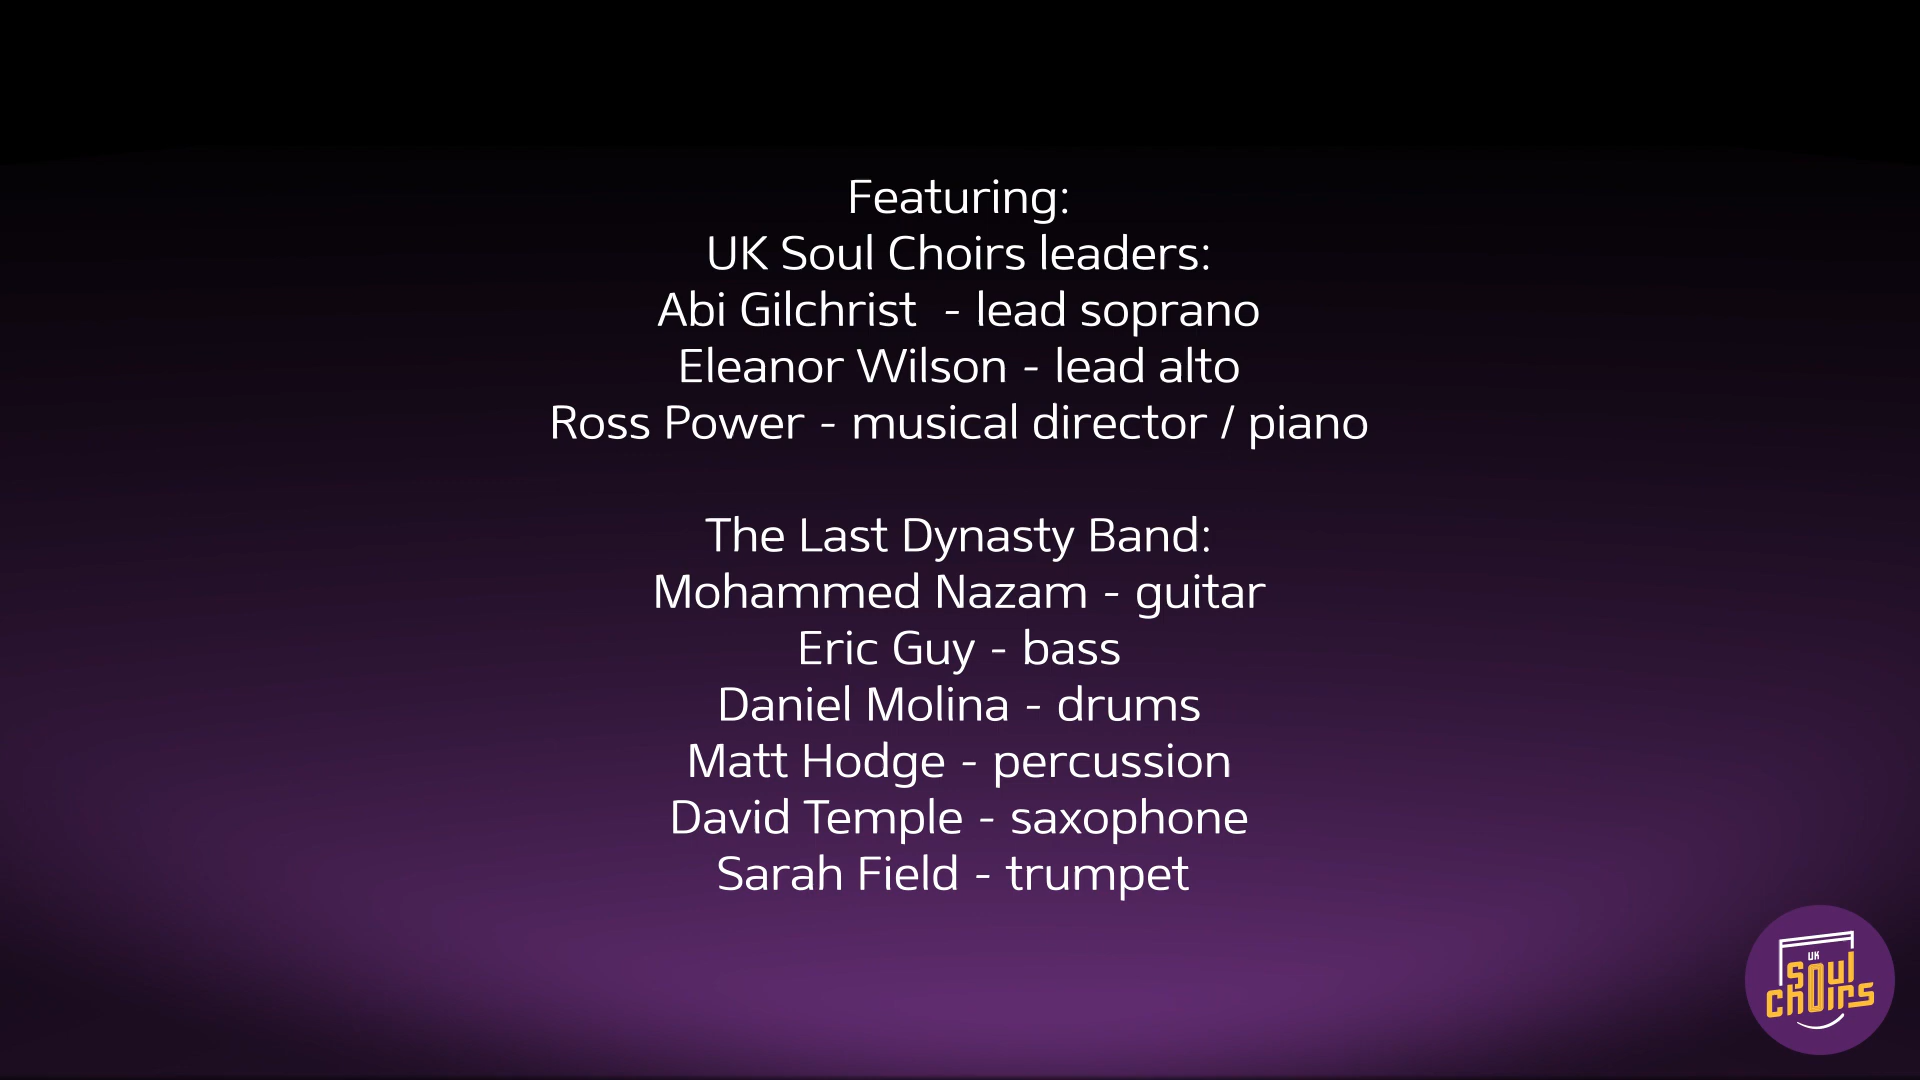 Featuring:
UK Soul Choirs leaders:
Abi Gilchrist  - lead soprano
Eleanor Wilson - lead alto
Ross Power - musical director / piano
The Last Dynasty Band:
Mohammed Nazam - guitar
Eric Guy - bass
Daniel Molina - drums
Matt Hodge - percussion
David Temple - saxophone
Sarah Field - trumpet
UK
Soul
Choirs